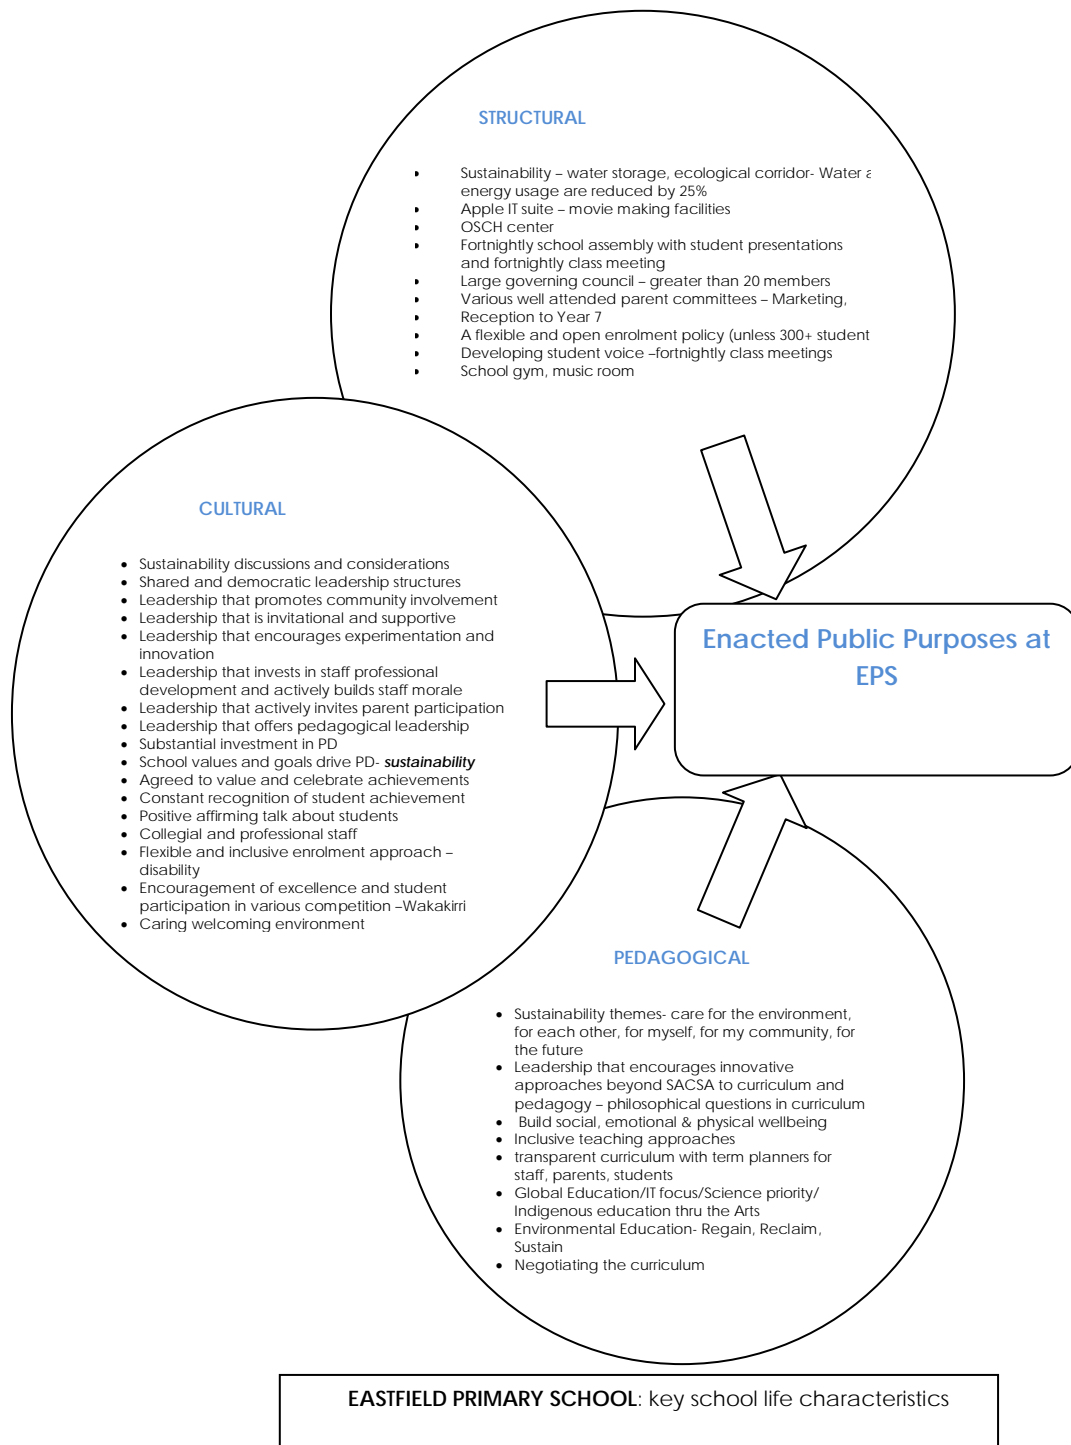 STRUCTURAL
• Sustainability – water storage, ecological corridor- Water a
energy usage are reduced by 25%
• Apple IT suite – movie making facilities
• OSCH center
• Fortnightly school assembly with student presentations
and fortnightly class meeting
• Large governing council – greater than 20 members
• Various well attended parent committees – Marketing,
• Reception to Year 7
• A flexible and open enrolment policy (unless 300+ student
• Developing student voice –fortnightly class meetings
• School gym, music room
CULTURAL
• Sustainability discussions and considerations
• Shared and democratic leadership structures
• Leadership that promotes community involvement
• Leadership that is invitational and supportive
• Leadership that encourages experimentation and
innovation
• Leadership that invests in staff professional
development and actively builds staff morale
• Leadership that actively invites parent participation
• Leadership that offers pedagogical leadership
• Substantial investment in PD
• School values and goals drive PD- sustainability
• Agreed to value and celebrate achievements
• Constant recognition of student achievement
• Positive affirming talk about students
• Collegial and professional staff
• Flexible and inclusive enrolment approach –
disability
• Encouragement of excellence and student
participation in various competition –Wakakirri
• Caring welcoming environment
Enacted Public Purposes at
EPS
PEDAGOGICAL
• Sustainability themes- care for the environment,
for each other, for myself, for my community, for
the future
• Leadership that encourages innovative
approaches beyond SACSA to curriculum and
pedagogy – philosophical questions in curriculum
• Build social, emotional & physical wellbeing
• Inclusive teaching approaches
• transparent curriculum with term planners for
staff, parents, students
• Global Education/IT focus/Science priority/
Indigenous education thru the Arts
• Environmental Education- Regain, Reclaim,
Sustain
• Negotiating the curriculum
EASTFIELD PRIMARY SCHOOL: key school life characteristics